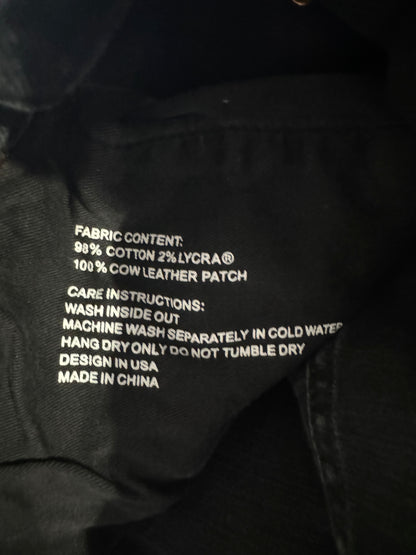 FABRIC CONTENT:
98% COTTON 2% LYCRA®
100% COW LEATHER PATCH
CARE INSTRUCTIONS:
WASH INSIDE OUT
MACHINE WASH SEPARATELY IN COLD WATER
HANG DRY ONLY DO NOT TUMBLE DRY
DESIGN IN USA
MADE IN CHINA